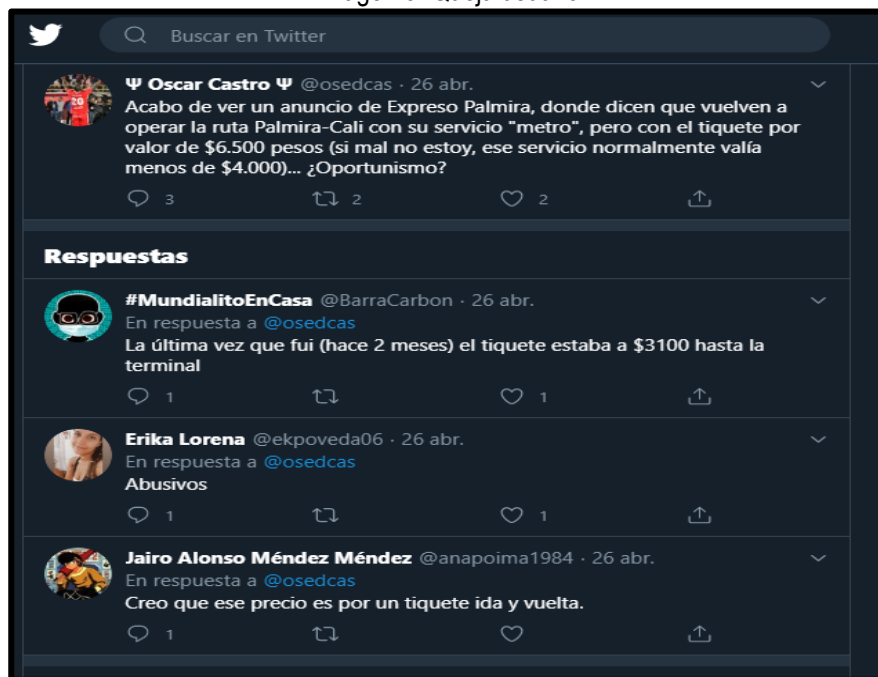 Buscar en Twitter
Ψ Oscar Castro Ψ @osedcas · 26 abr.
Acabo de ver un anuncio de Expreso Palmira, donde dicen que vuelven a
operar la ruta Palmira-Cali con su servicio "metro", pero con el tiquete por
valor de $6.500 pesos (si mal no estoy, ese servicio normalmente valía
menos de $4.000)... ¿Oportunismo?
3 2 2
Respuestas
#MundialitoEnCasa @BarraCarbon · 26 abr.
En respuesta a @osedcas
La última vez que fui (hace 2 meses) el tiquete estaba a $3100 hasta la
terminal
1 1
Erika Lorena @ekpoveda06 · 26 abr.
En respuesta a @osedcas
Abusivos
1 1
Jairo Alonso Méndez Méndez @anapoima1984 · 26 abr.
En respuesta a @osedcas
Creo que ese precio es por un tiquete ida y vuelta.
1